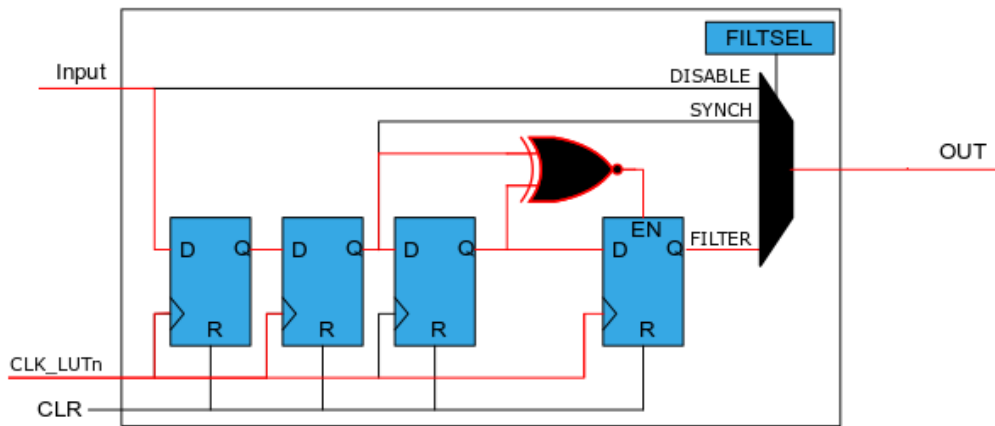 FILTSEL
Input
DISABLE
SYNCH
OUT
EN
D Q D Q D Q D Q FILTER
R R R R
CLK_LUTn
CLR